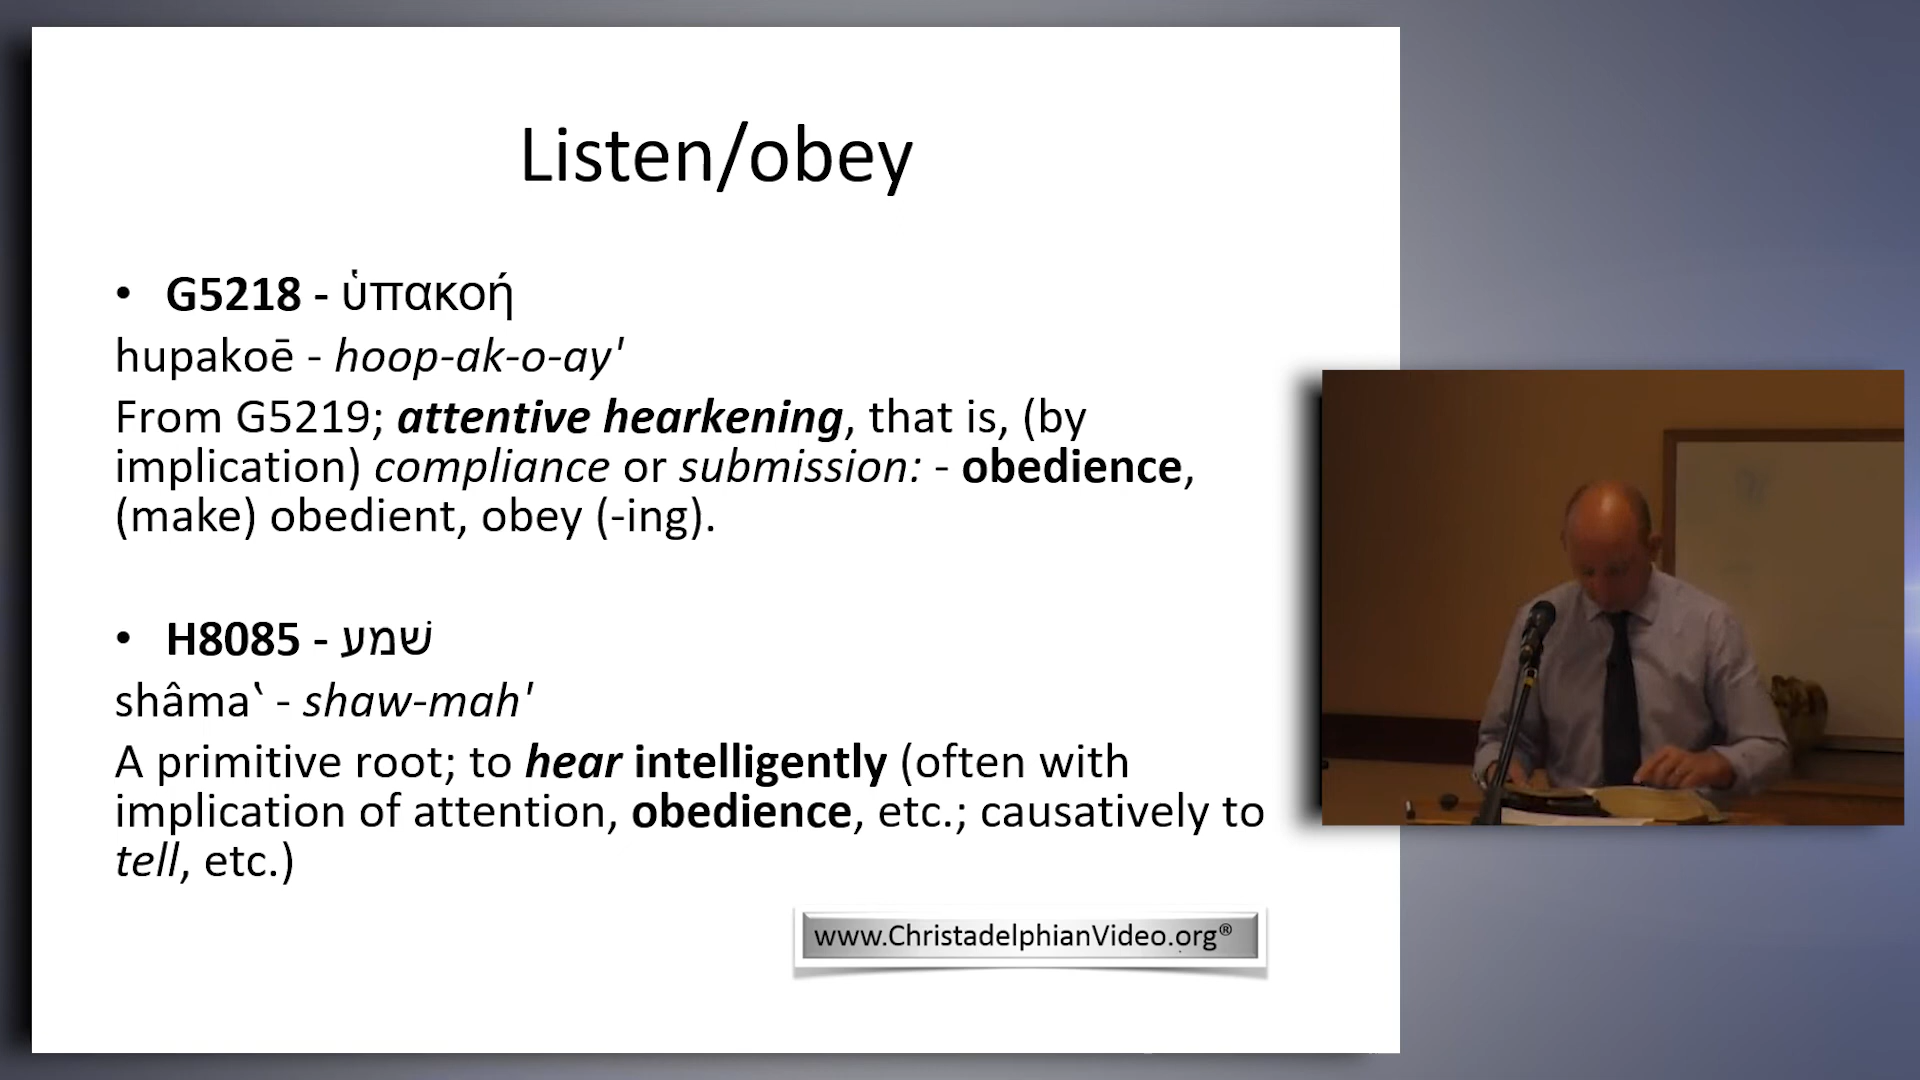 Listen/obey
• G5218 - ὑπακοή
hupakoē - hoop-ak-o-ay'
From G5219; attentive hearkening, that is, (by
implication) compliance or submission: - obedience,
(make) obedient, obey (-ing).
• H8085 - שׁמע
shâma‛ - shaw-mah'
A primitive root; to hear intelligently (often with
implication of attention, obedience, etc.; causatively to
tell, etc.)
www.ChristadelphianVideo.org®